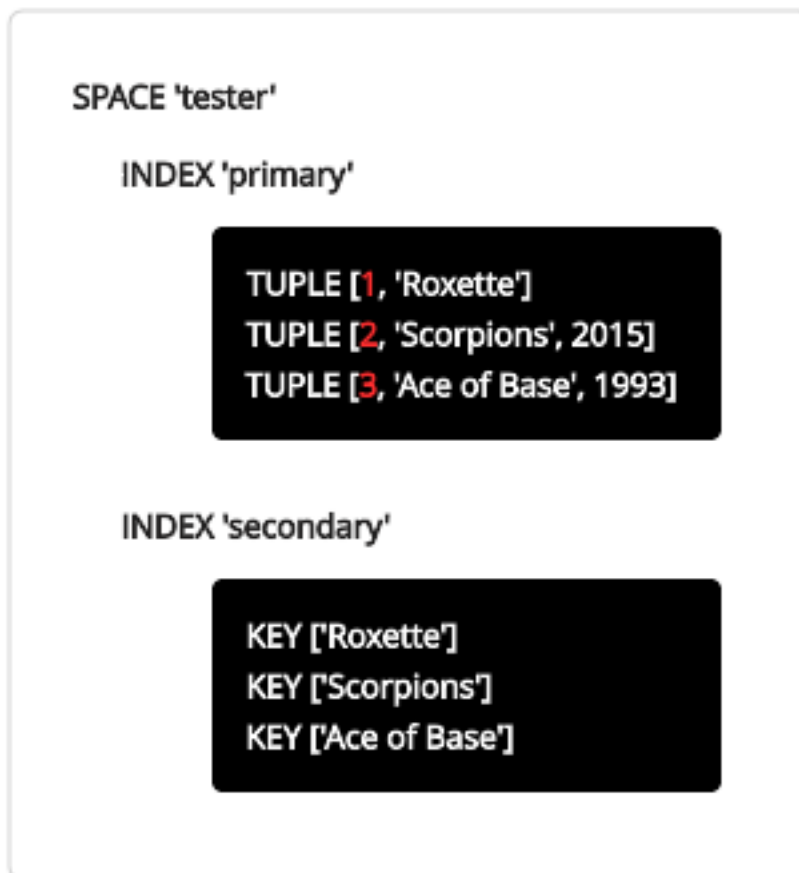 SPACE 'tester'
INDEX 'primary'
TUPLE [1, 'Roxette']
TUPLE [2, 'Scorpions', 2015]
TUPLE [3, 'Ace of Base', 1993]
INDEX 'secondary'
KEY ['Roxette']
KEY ['Scorpions']
KEY ['Ace of Base']